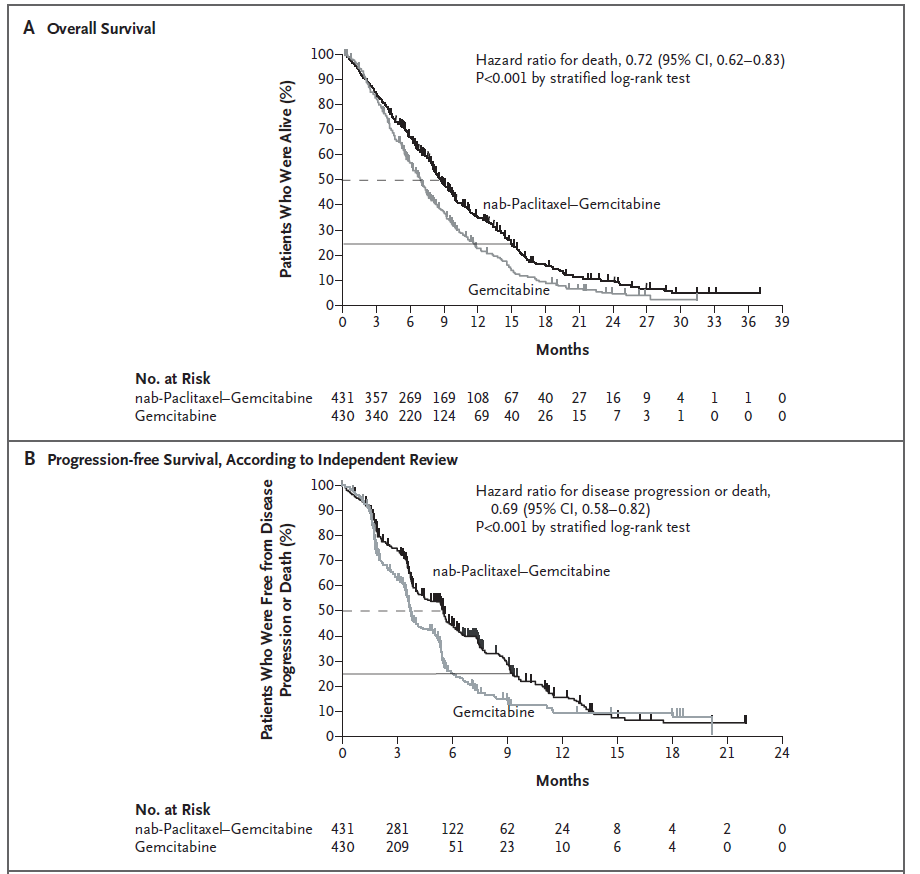 A Overall Survival
Patients Who Were Alive (%)
100
90
80
70
60
50
40
30
20
10
0
Hazard ratio for death, 0.72 (95% CI, 0.62–0.83)
P<0.001 by stratified log-rank test
nab-Paclitaxel–Gemcitabine
Gemcitabine
0 3 6 9 12 15 18 21 24 27 30 33 36 39
Months
No. at Risk
nab-Paclitaxel–Gemcitabine 431 357 269 169 108 67 40 27 16 9 4 1 1 0
Gemcitabine 430 340 220 124 69 40 26 15 7 3 1 0 0 0
B Progression-free Survival, According to Independent Review
Patients Who Were Free from Disease
Progression or Death (%)
100
90
80
70
60
50
40
30
20
10
0
Hazard ratio for disease progression or death,
0.69 (95% CI, 0.58–0.82)
P<0.001 by stratified log-rank test
nab-Paclitaxel–Gemcitabine
Gemcitabine
0 3 6 9 12 15 18 21 24
Months
No. at Risk
nab-Paclitaxel–Gemcitabine 431 281 122 62 24 8 4 2 0
Gemcitabine 430 209 51 23 10 6 4 0 0